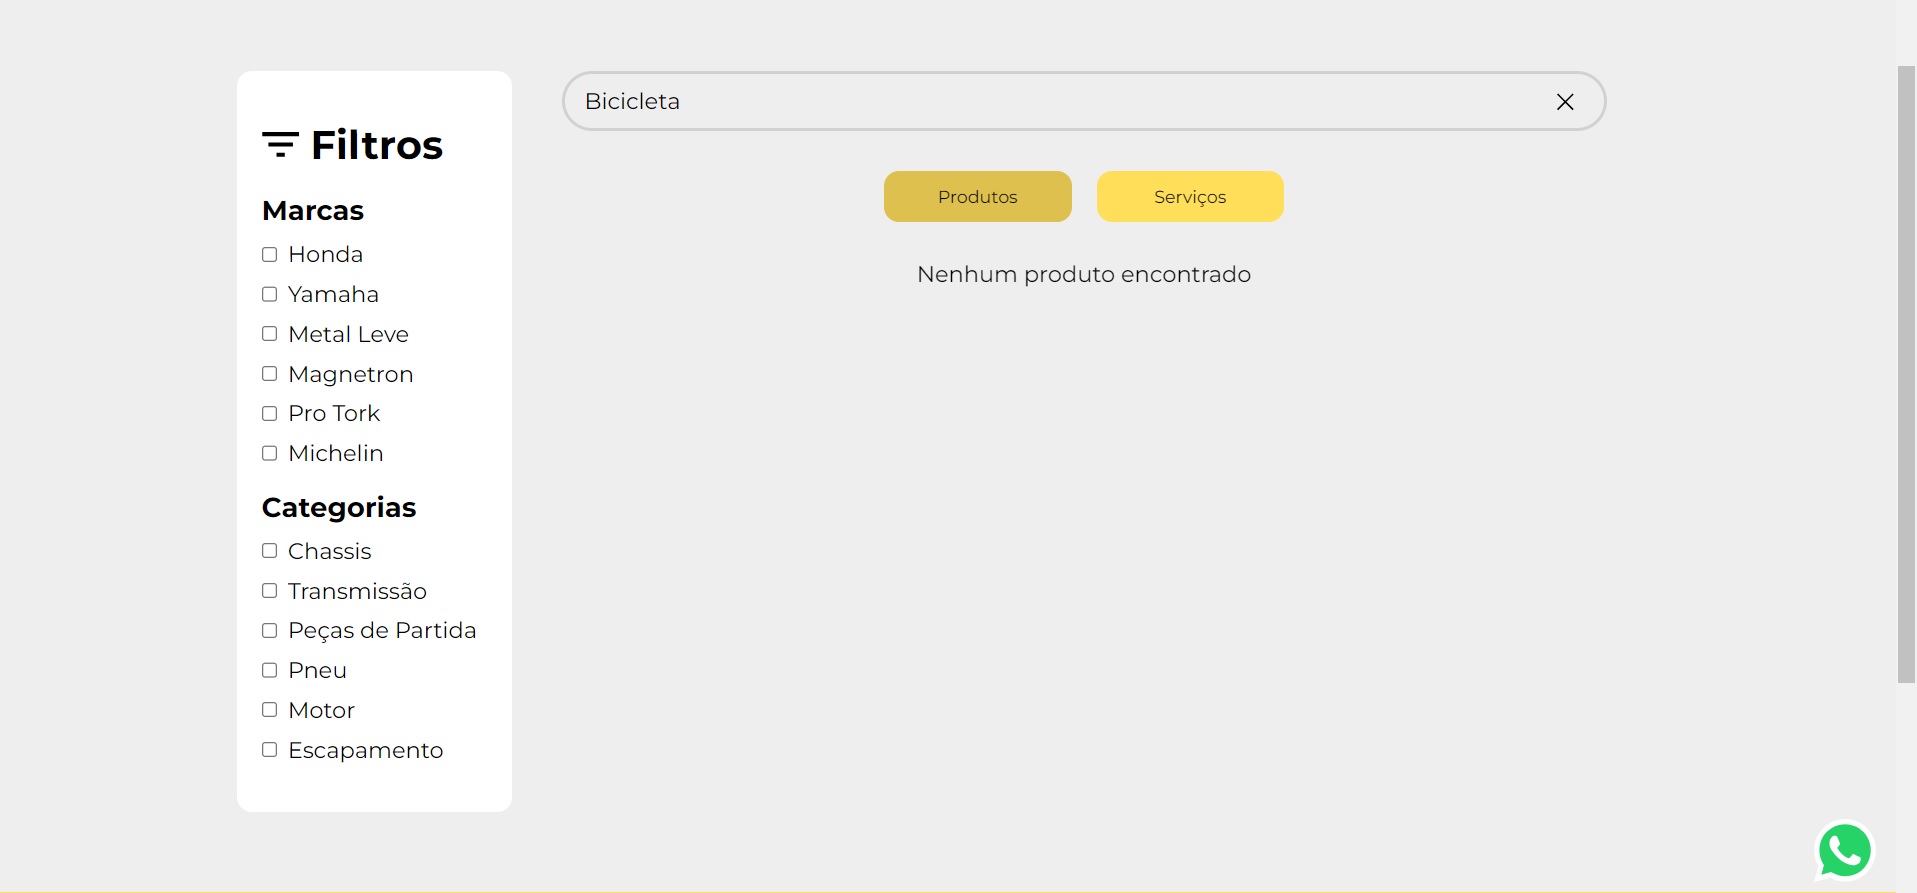 Filtros
Marcas
Honda
Yamaha
Metal Leve
Magnetron
Pro Tork
Michelin
Categorias
Chassis
Transmissão
Peças de Partida
Pneu
Motor
Escapamento
Bicicleta
Produtos
Serviços
Nenhum produto encontrado